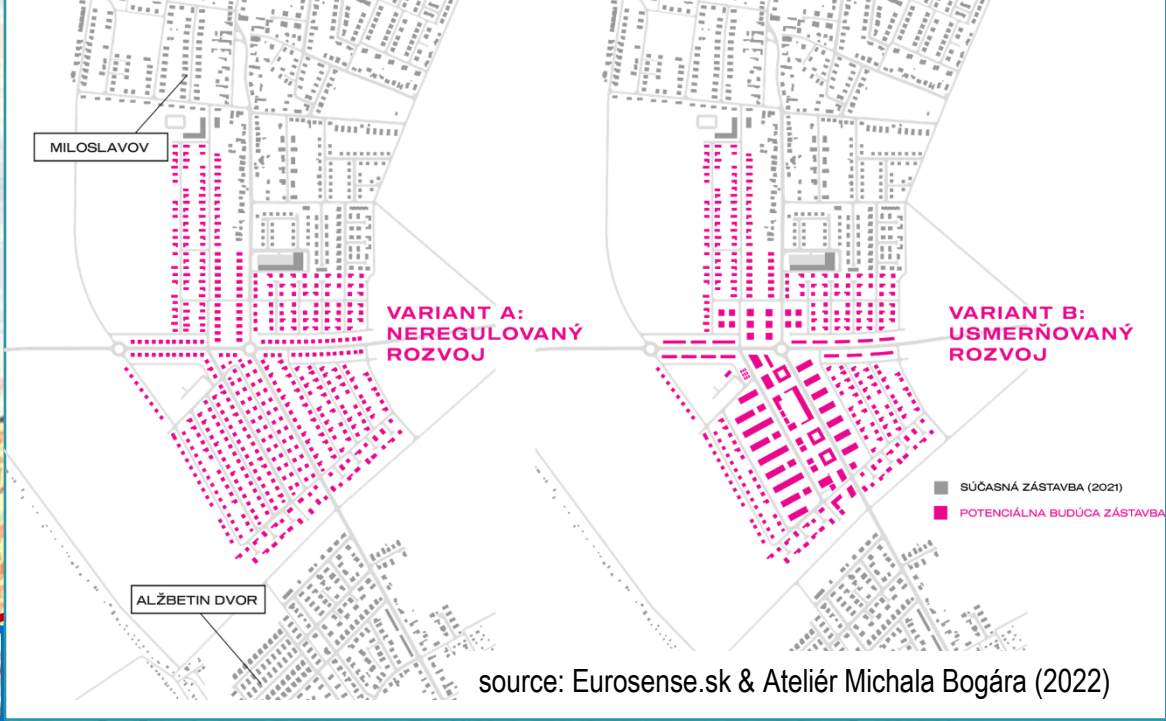 MILOSLAVOV
VARIANT A:
NEREGULOVANÝ
ROZVOJ
VARIANT B:
USMERŇOVANÝ
ROZVOJ
SÚČASNÁ ZÁSTAVBA (2021)
POTENCIÁLNA BUDÚCA ZÁSTAVBA
ALŽBETIN DVOR
source: Eurosense.sk & Ateliér Michala Bogára (2022)